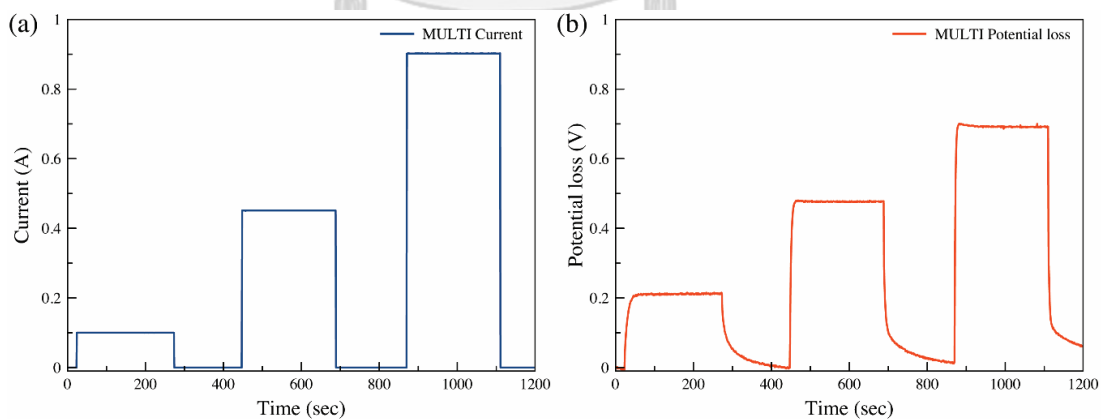 (a)
MULTI Current
Current (A)
1
0.8
0.6
0.4
0.2
0
0 200 400 600 800 1000 1200
Time (sec)
(b)
MULTI Potential loss
Potential loss (V)
1
0.8
0.6
0.4
0.2
0
0 200 400 600 800 1000 1200
Time (sec)